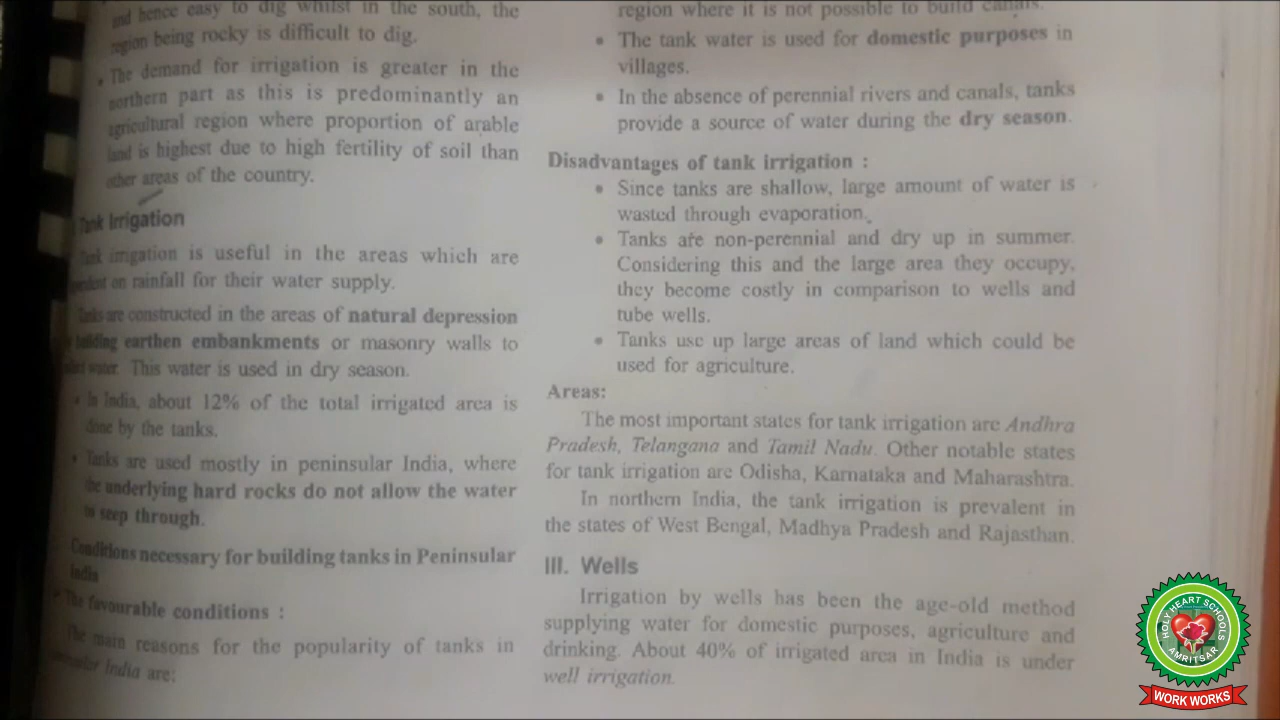 and hence easy to dig whilst in the south, the
region being rocky is difficult to dig.
• The demand for irrigation is greater in the
northern part as this is predominantly an
agricultural region where proportion of arable
land is highest due to high fertility of soil than
other areas of the country.
Tank Irrigation
Tank irrigation is useful in the areas which are
on rainfall for their water supply.
Tanks are constructed in the areas of natural depression
building earthen embankments or masonry walls to
water. This water is used in dry season.
• In India, about 12% of the total irrigated area is
done by the tanks.
• Tanks are used mostly in peninsular India, where
the underlying hard rocks do not allow the water
to seep through.
Conditions necessary for building tanks in Peninsular
India
• The favourable conditions :
The main reasons for the popularity of tanks in
India are:
region where it is not possible to build canals.
• The tank water is used for domestic purposes in
villages.
• In the absence of perennial rivers and canals, tanks
provide a source of water during the dry season.
Disadvantages of tank irrigation :
• Since tanks are shallow, large amount of water is
wasted through evaporation.
• Tanks are non-perennial and dry up in summer.
Considering this and the large area they occupy,
they become costly in comparison to wells and
tube wells.
• Tanks use up large areas of land which could be
used for agriculture.
Areas:
The most important states for tank irrigation are Andhra
Pradesh, Telangana and Tamil Nadu. Other notable states
for tank irrigation are Odisha, Karnataka and Maharashtra.
In northern India, the tank irrigation is prevalent in
the states of West Bengal, Madhya Pradesh and Rajasthan.
III. Wells
Irrigation by wells has been the age-old method
supplying water for domestic purposes, agriculture and
drinking. About 40% of irrigated area in India is under
well irrigation.
HOLY HEART SCHOOLS
AMRITSAR
WORK WORKS